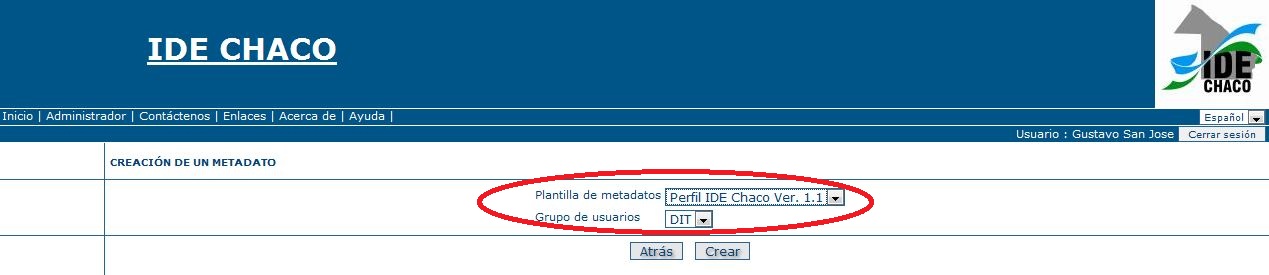 IDE CHACO
IDE
CHACO
Inicio | Administrador | Contáctenos | Enlaces | Acerca de | Ayuda |
Español
Usuario : Gustavo San Jose Cerrar sesión
CREACIÓN DE UN METADATO
Plantilla de metadatos Perfil IDE Chaco Ver. 1.1
Grupo de usuarios DIT
Atrás Crear